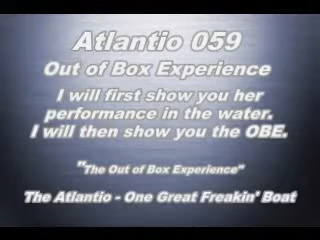 Atlantio 059
Out of Box Experience
I will first show you her
performance in the water.
I will then show you the OBE.
"The Out of Box Experience"
The Atlantio - One Great Freakin' Boat